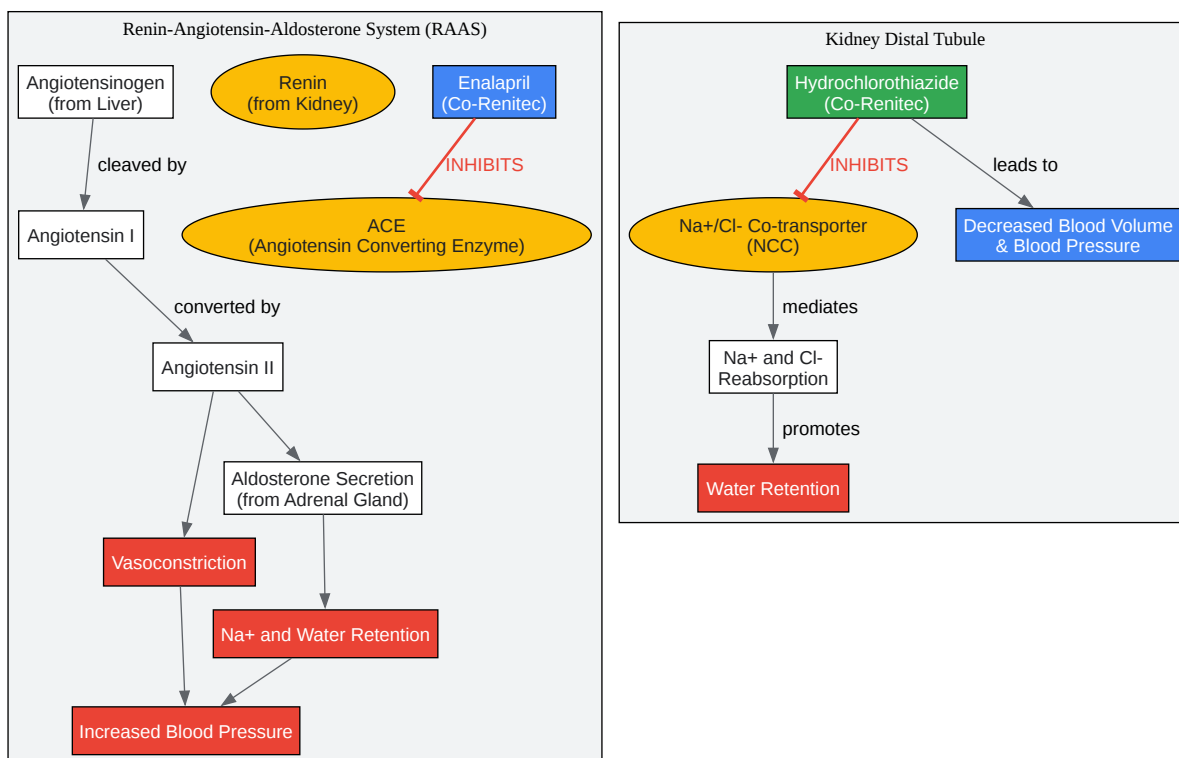 Renin-Angiotensin-Aldosterone System (RAAS)
Angiotensinogen
(from Liver)
Renin
(from Kidney)
Enalapril
(Co-Renitec)
cleaved by
INHIBITS
Angiotensin I
ACE
(Angiotensin Converting Enzyme)
converted by
Angiotensin II
Aldosterone Secretion
(from Adrenal Gland)
Vasoconstriction
Na+ and Water Retention
Increased Blood Pressure
Kidney Distal Tubule
Hydrochlorothiazide
(Co-Renitec)
INHIBITS
leads to
Na+/Cl- Co-transporter
(NCC)
Decreased Blood Volume
& Blood Pressure
mediates
Na+ and Cl-
Reabsorption
promotes
Water Retention